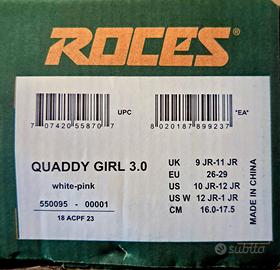 ROCES®
7 07420 55870 7
UPC
8 020187 899237
"EA"
QUADDY GIRL 3.0
white-pink
550095 - 00001
18 ACPF 23
UK 9 JR-11 JR
EU 26-29
US 10 JR-12 JR
US W 12 JR-1 JR
CM 16.0-17.5
MADE IN CHINA
subito